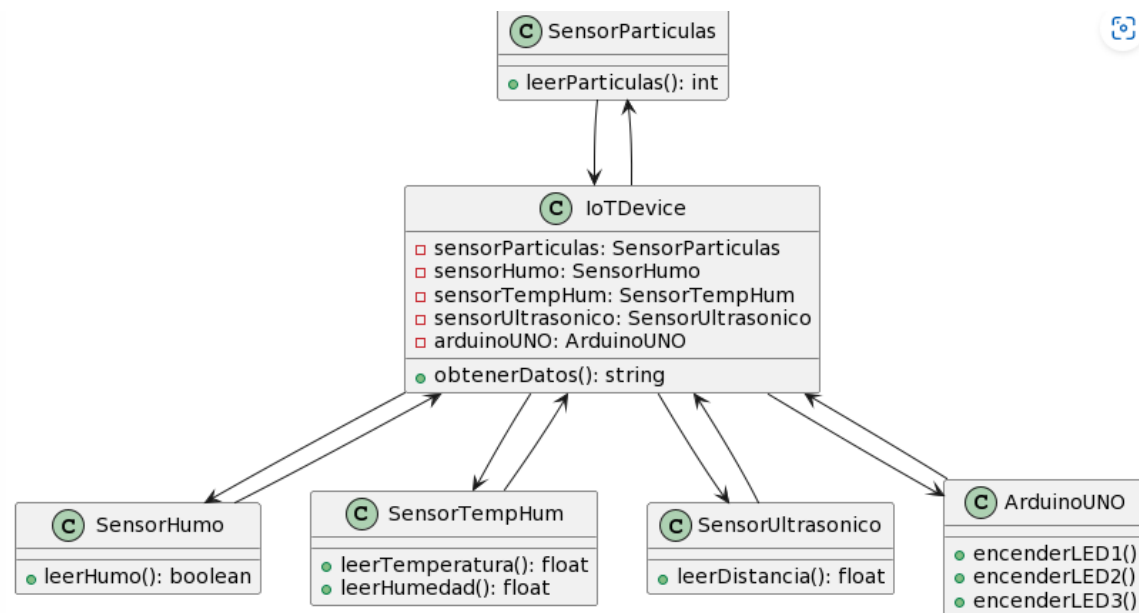 C SensorParticulas
leerParticulas(): int
C IoTDevice
sensorParticulas: SensorParticulas
sensorHumo: SensorHumo
sensorTempHum: SensorTempHum
sensorUltrasonico: SensorUltrasonico
arduinoUNO: ArduinoUNO
obtenerDatos(): string
C SensorHumo
leerHumo(): boolean
C SensorTempHum
leerTemperatura(): float
leerHumedad(): float
C SensorUltrasonico
leerDistancia(): float
C ArduinoUNO
encenderLED1()
encenderLED2()
encenderLED3()